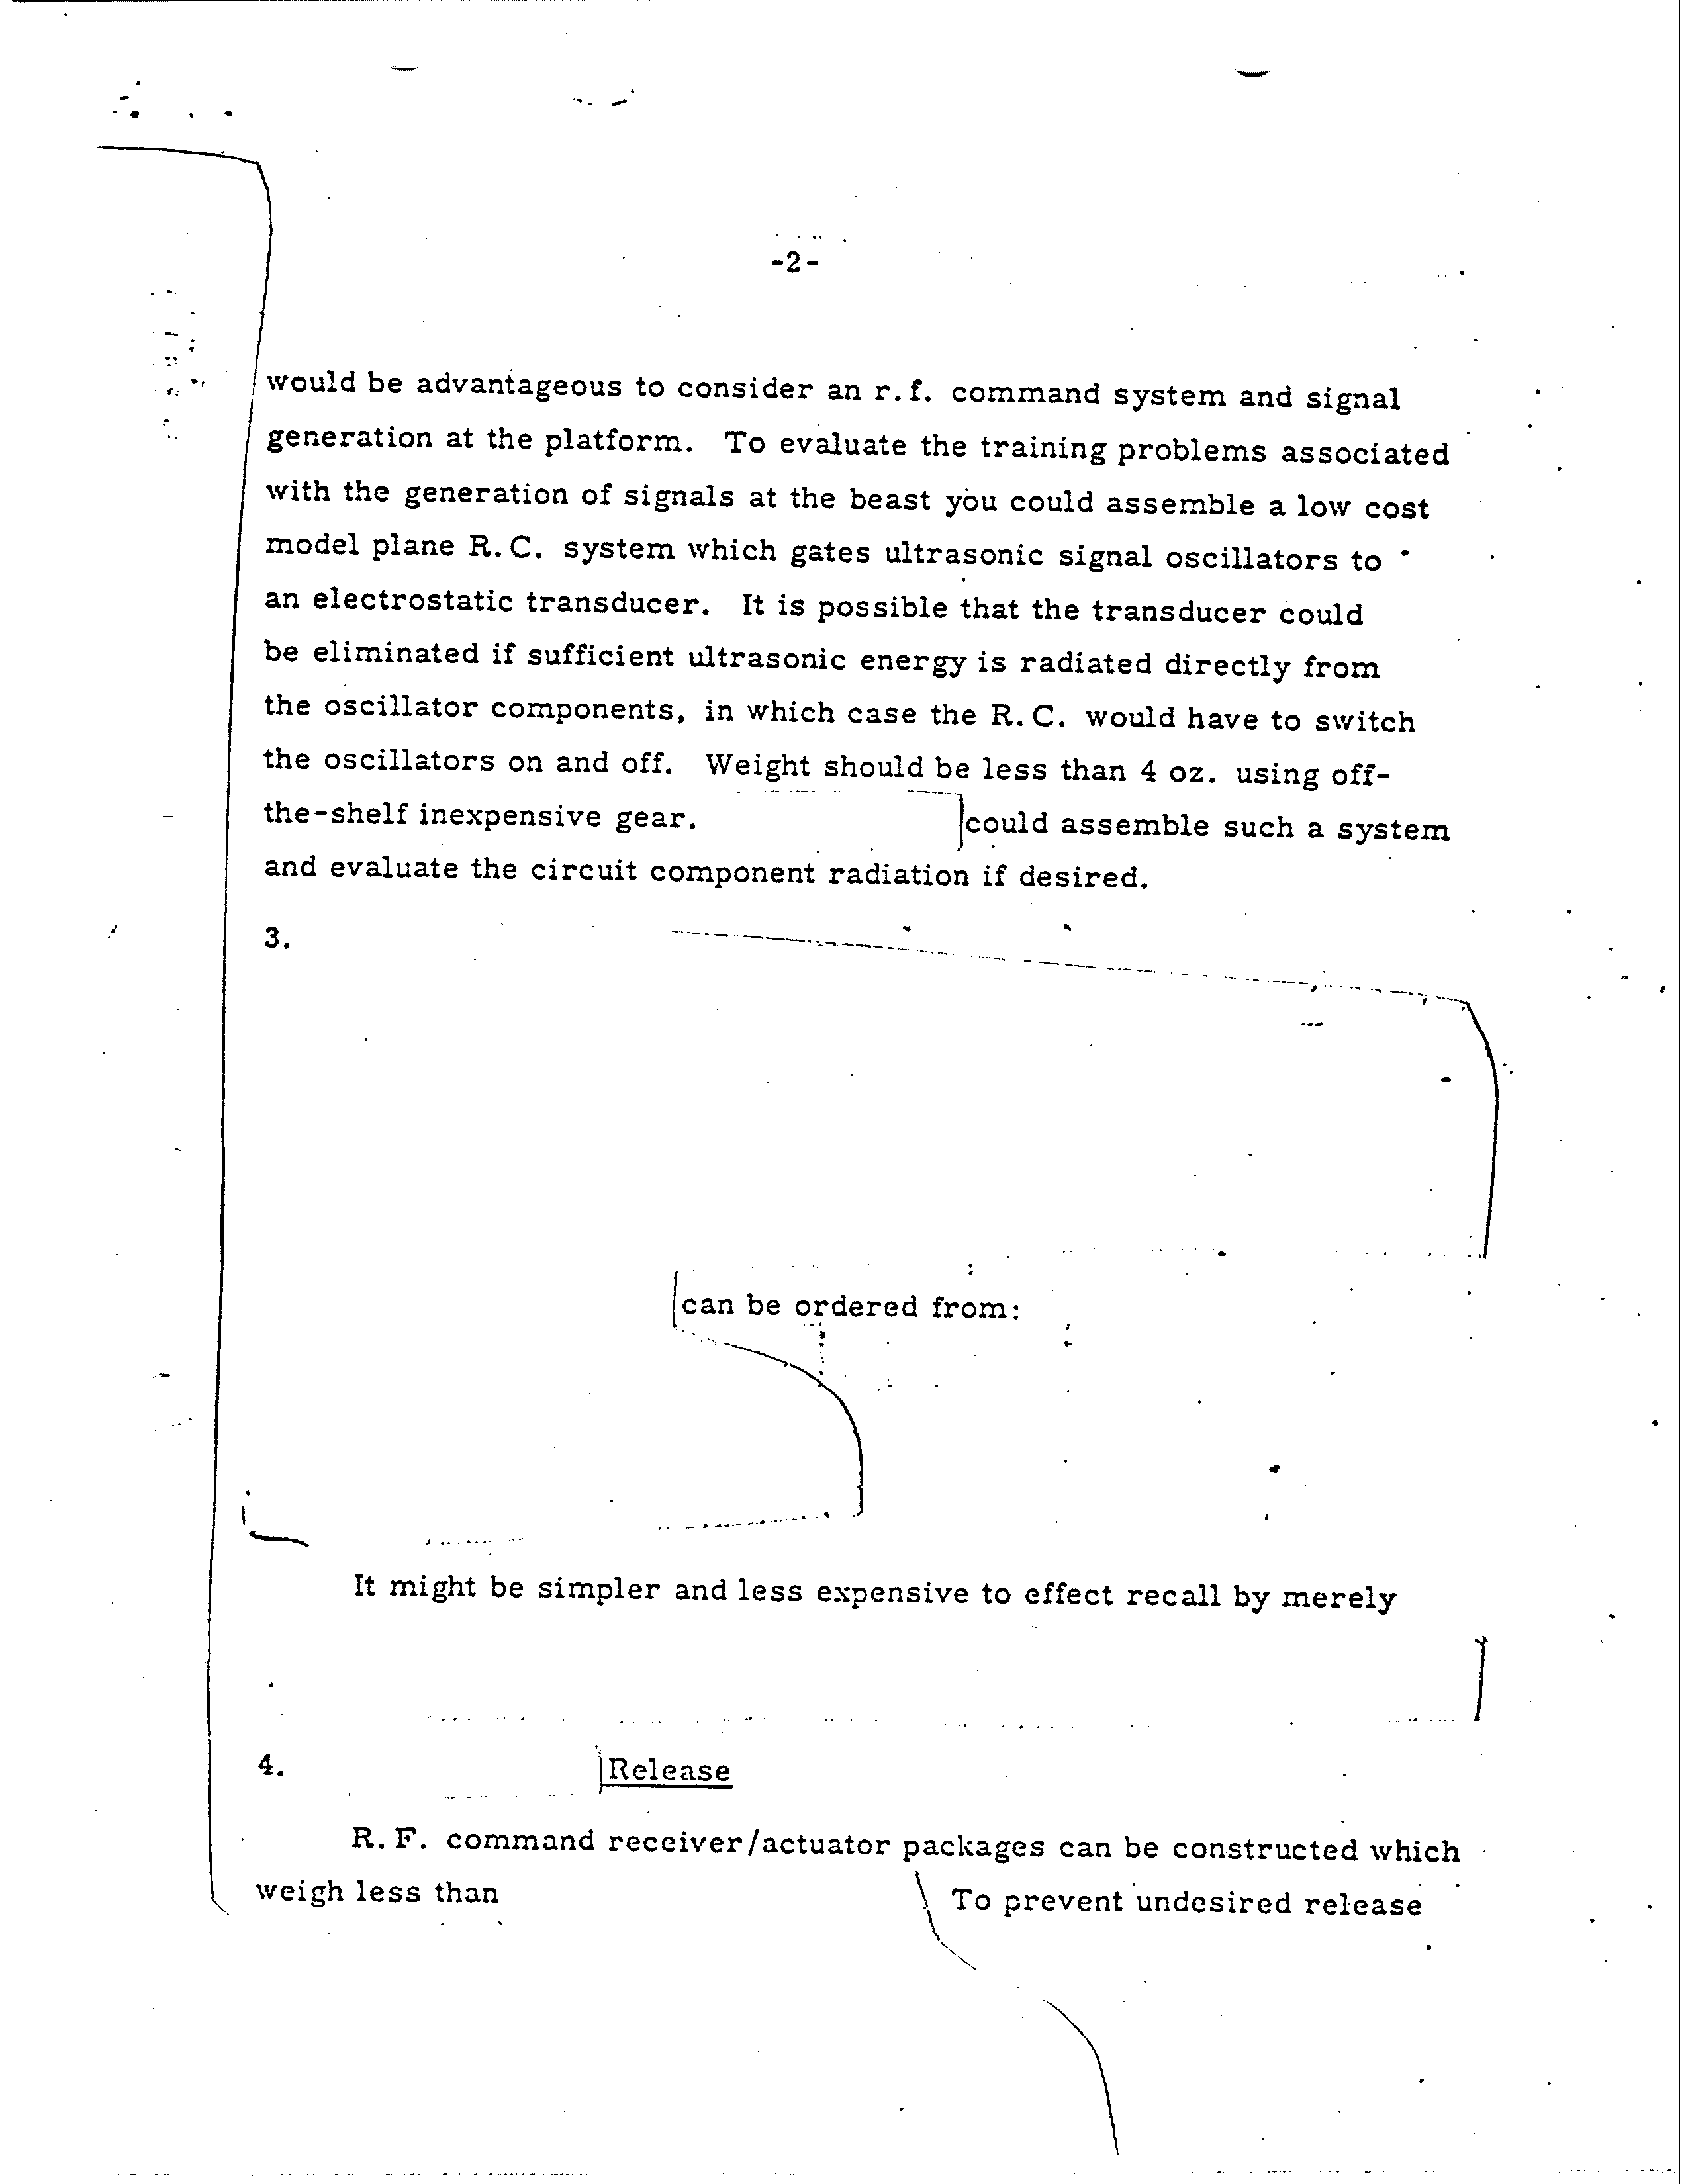 -2-
would be advantageous to consider an r.f. command system and signal
generation at the platform. To evaluate the training problems associated
with the generation of signals at the beast you could assemble a low cost
model plane R.C. system which gates ultrasonic signal oscillators to
an electrostatic transducer. It is possible that the transducer could
be eliminated if sufficient ultrasonic energy is radiated directly from
the oscillator components, in which case the R.C. would have to switch
the oscillators on and off. Weight should be less than 4 oz. using off-
the-shelf inexpensive gear. could assemble such a system
and evaluate the circuit component radiation if desired.
3.
can be ordered from:
It might be simpler and less expensive to effect recall by merely
4. Release
R.F. command receiver/actuator packages can be constructed which
weigh less than To prevent undesired release